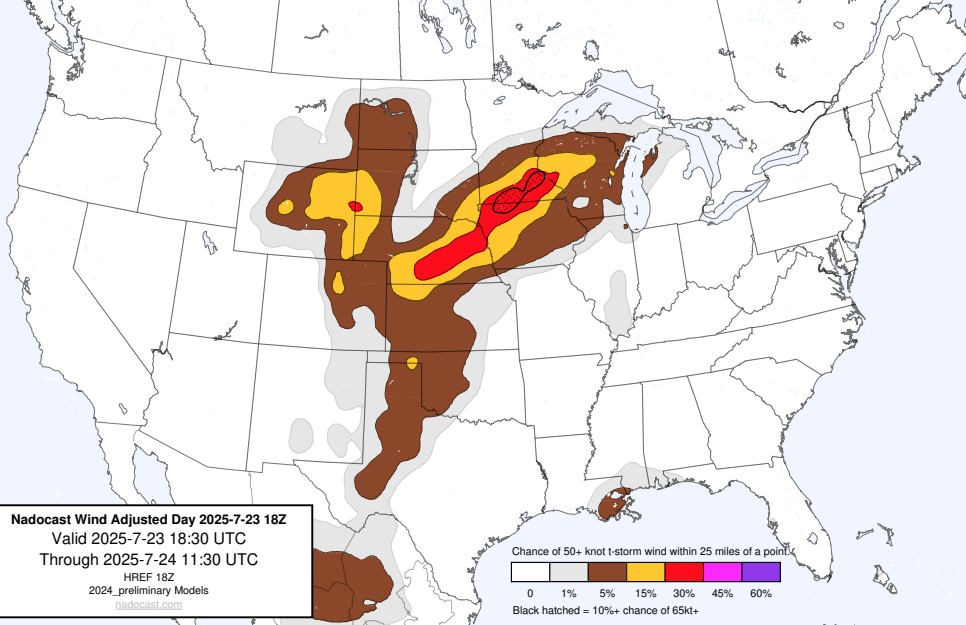 Nadocast Wind Adjusted Day 2025-7-23 18Z
Valid 2025-7-23 18:30 UTC
Through 2025-7-24 11:30 UTC
HREF 18Z
2024_preliminary Models
nadocast.com
Chance of 50+ knot t-storm wind within 25 miles of a point.
0 1% 5%+ 15%+ 30%+ 45%+ 60%+
Black hatched = 10%+ chance of 65kt+